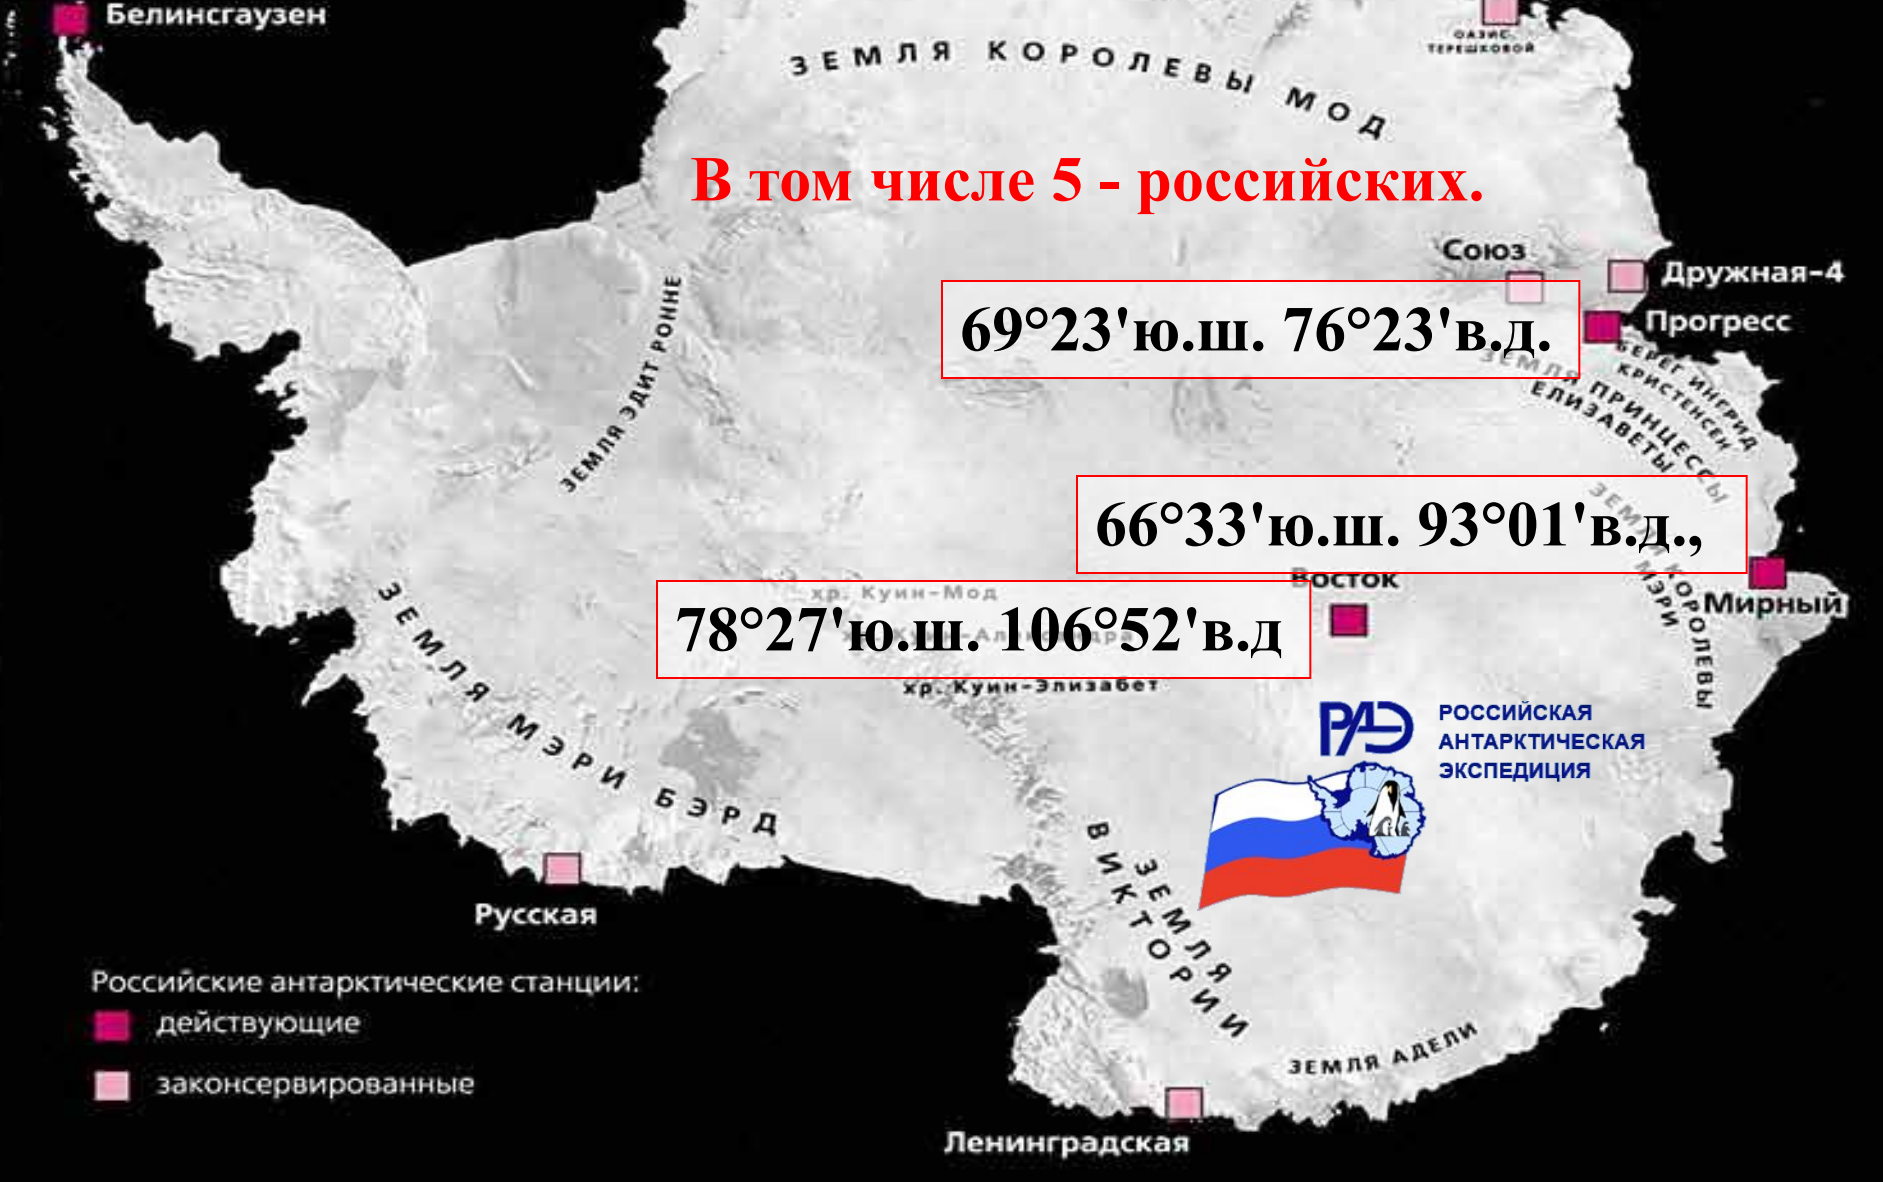 Белинсгаузен
ОАЗИС-
ТЕРЕШКОВОЙ
ЗЕМЛЯ КОРОЛЕВЫ МОД
В том числе 5 - российских.
Союз
Дружная-4
69°23'ю.ш. 76°23'в.д.
Прогресс
БЕРЕГ ИНГРИД
КРИСТЕНСЕН
ЗЕМЛЯ ПРИНЦЕССЫ
ЕЛИЗАВЕТЫ
ЗЕМЛЯ ЭДИТ РОННЕ
66°33'ю.ш. 93°01'в.д.,
ЗЕМЛЯ КОРОЛЕВЫ
МЭРИ
Восток
Мирный
хр. Куин-Мод
78°27'ю.ш. 106°52'в.д
хр. Куин-Александра
хр. Куин-Элизабет
ЗЕМЛЯ МЭРИ БЭРД
РАЭ
РОССИЙСКАЯ
АНТАРКТИЧЕСКАЯ
ЭКСПЕДИЦИЯ
ЗЕМЛЯ
ВИКТОРИИ
Русская
Российские антарктические станции:
действующие
законсервированные
ЗЕМЛЯ АДЕЛИ
Ленинградская